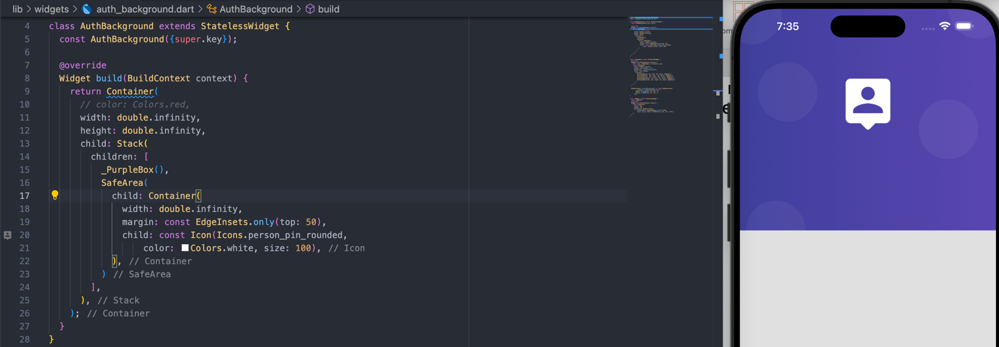 lib > widgets > auth_background.dart > AuthBackground > build
4 class AuthBackground extends StatelessWidget {
5 const AuthBackground({super.key});
6
7 @override
8 Widget build(BuildContext context) {
9 return Container(
10 // color: Colors.red,
11 width: double.infinity,
12 height: double.infinity,
13 child: Stack(
14 children: [
15 _PurpleBox(),
16 SafeArea(
17 child: Container(
18 width: double.infinity,
19 margin: const EdgeInsets.only(top: 50),
20 child: const Icon(Icons.person_pin_rounded,
21 color: Colors.white, size: 100), // Icon
22 ), // Container
23 ) // SafeArea
24 ],
25 ), // Stack
26 ); // Container
27 }
28 }
7:35